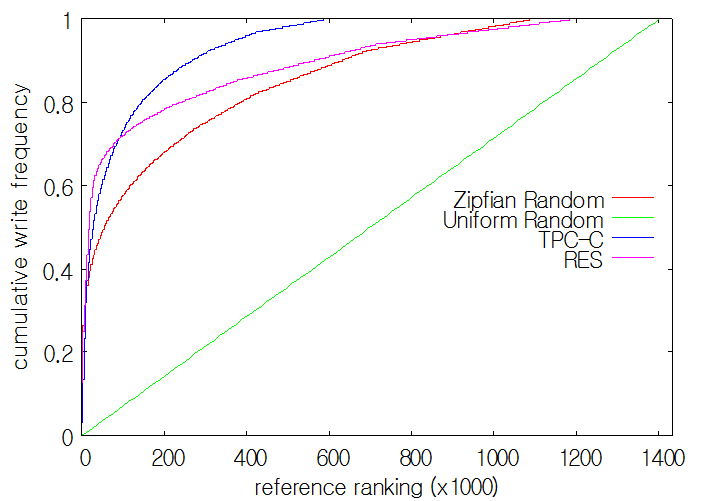 1
0.8
0.6
0.4
0.2
0
cumulative write frequency
Zipfian Random
Uniform Random
TPC-C
RES
0 200 400 600 800 1000 1200 1400
reference ranking (x1000)